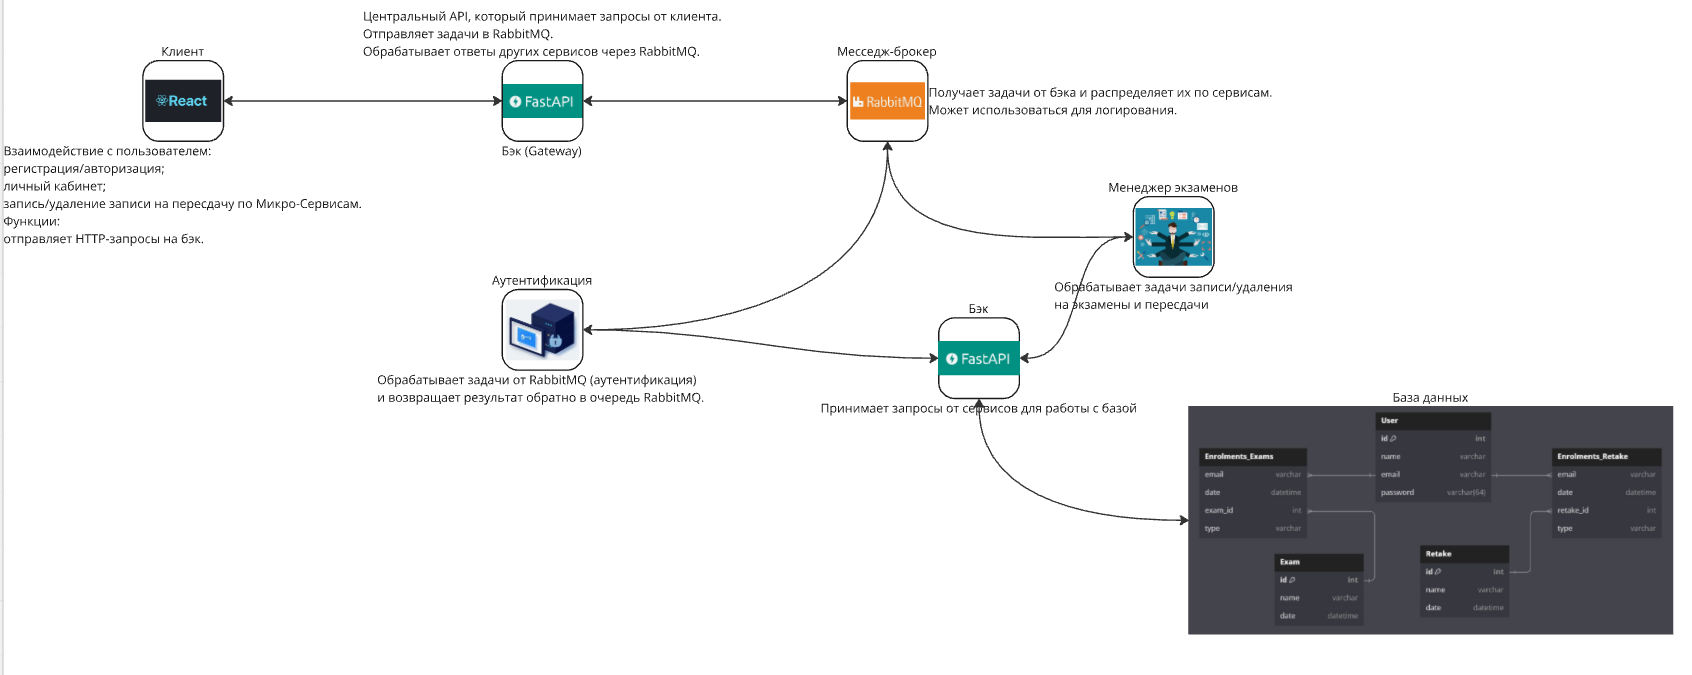 Центральный API, который принимает запросы от клиента.
Отправляет задачи в RabbitMQ.
Обрабатывает ответы других сервисов через RabbitMQ.
Клиент
React
FastAPI
Бэк (Gateway)
Месседж-брокер
RabbitMQ
Получает задачи от бэка и распределяет их по сервисам.
Может использоваться для логирования.
Взаимодействие с пользователем:
регистрация/авторизация;
личный кабинет;
запись/удаление записи на пересдачу по Микро-Сервисам.
Функции:
отправляет HTTP-запросы на бэк.
Менеджер экзаменов
Обрабатывает задачи записи/удаления
на экзамены и пересдачи
Аутентификация
Обрабатывает задачи от RabbitMQ (аутентификация)
и возвращает результат обратно в очередь RabbitMQ.
Бэк
FastAPI
Принимает запросы от сервисов для работы с базой
База данных
User
id int
name varchar
email varchar
password varchar(64)
Enrolments_Exams
email varchar
date datetime
exam_id int
type varchar
Enrolments_Retake
email varchar
date datetime
retake_id int
type varchar
Exam
id int
name varchar
date datetime
Retake
id int
name varchar
date datetime